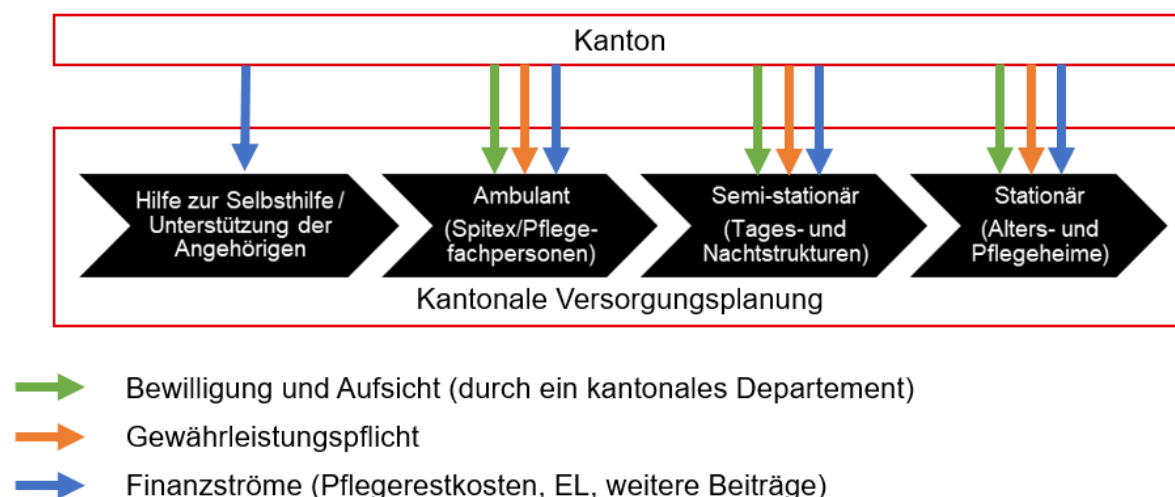 Kanton
Hilfe zur Selbsthilfe /
Unterstützung der
Angehörigen
Ambulant
(Spitex/Pflege-
fachpersonen)
Semi-stationär
(Tages- und
Nachtstrukturen)
Stationär
(Alters- und
Pflegeheime)
Kantonale Versorgungsplanung
Bewilligung und Aufsicht (durch ein kantonales Departement)
Gewährleistungspflicht
Finanzströme (Pflegerestkosten, EL, weitere Beiträge)